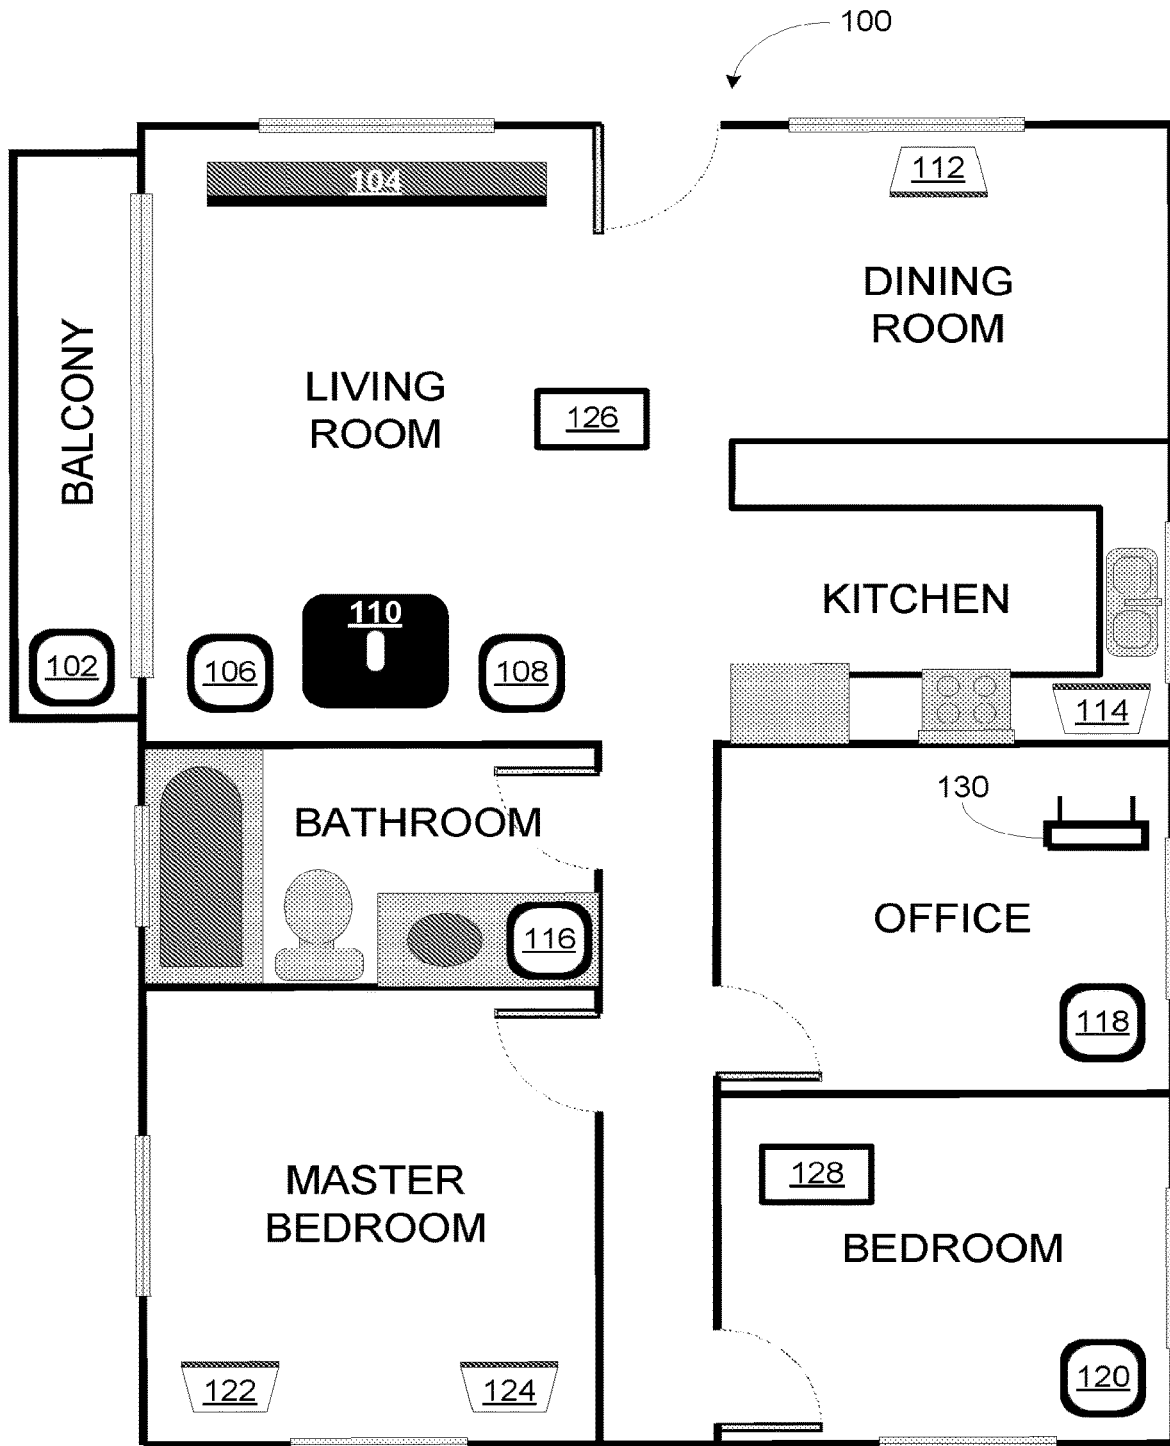 100
104
112
DINING
ROOM
LIVING
ROOM
126
BALCONY
KITCHEN
110
102
106
108
114
130
BATHROOM
OFFICE
116
118
MASTER
BEDROOM
128
BEDROOM
122
124
120